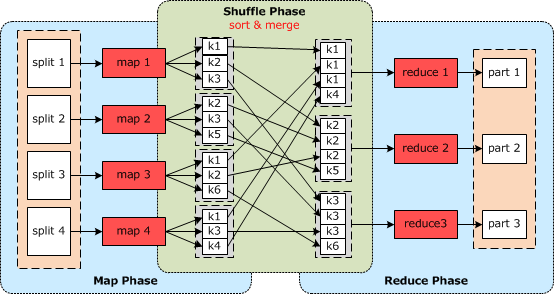 Shuffle Phase
sort & merge
split 1
split 2
split 3
split 4
map 1
map 2
map 3
map 4
k1
k2
k3
k2
k3
k5
k1
k2
k6
k1
k3
k4
k1
k1
k1
k4
k2
k2
k2
k5
k3
k3
k3
k6
reduce 1
reduce 2
reduce3
part 1
part 2
part 3
Map Phase
Reduce Phase